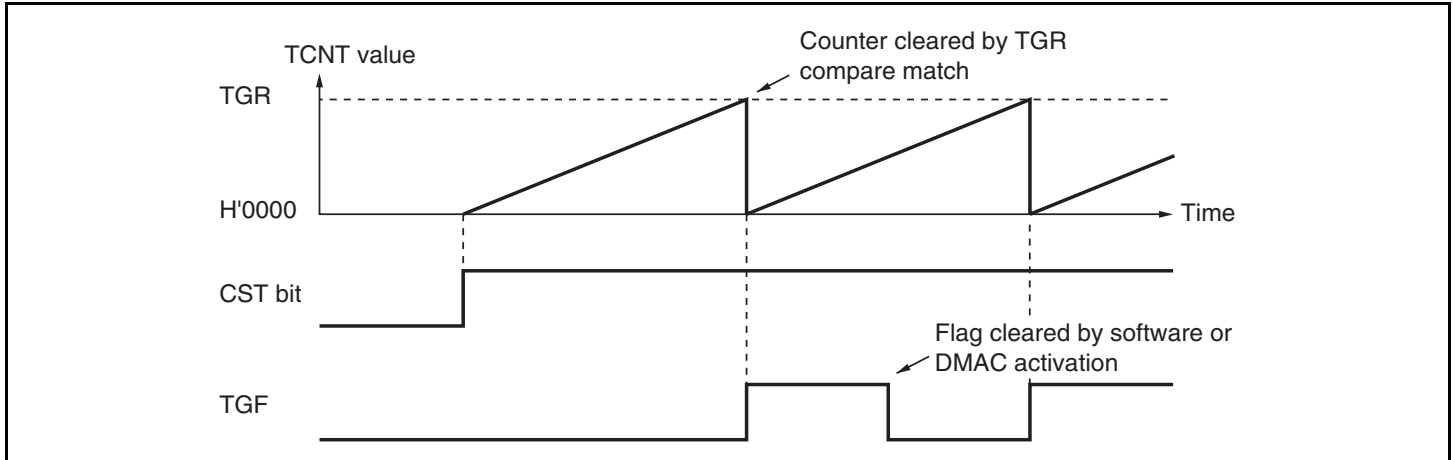 TCNT value
Counter cleared by TGR
compare match
TGR
H'0000
Time
CST bit
Flag cleared by software or
DMAC activation
TGF